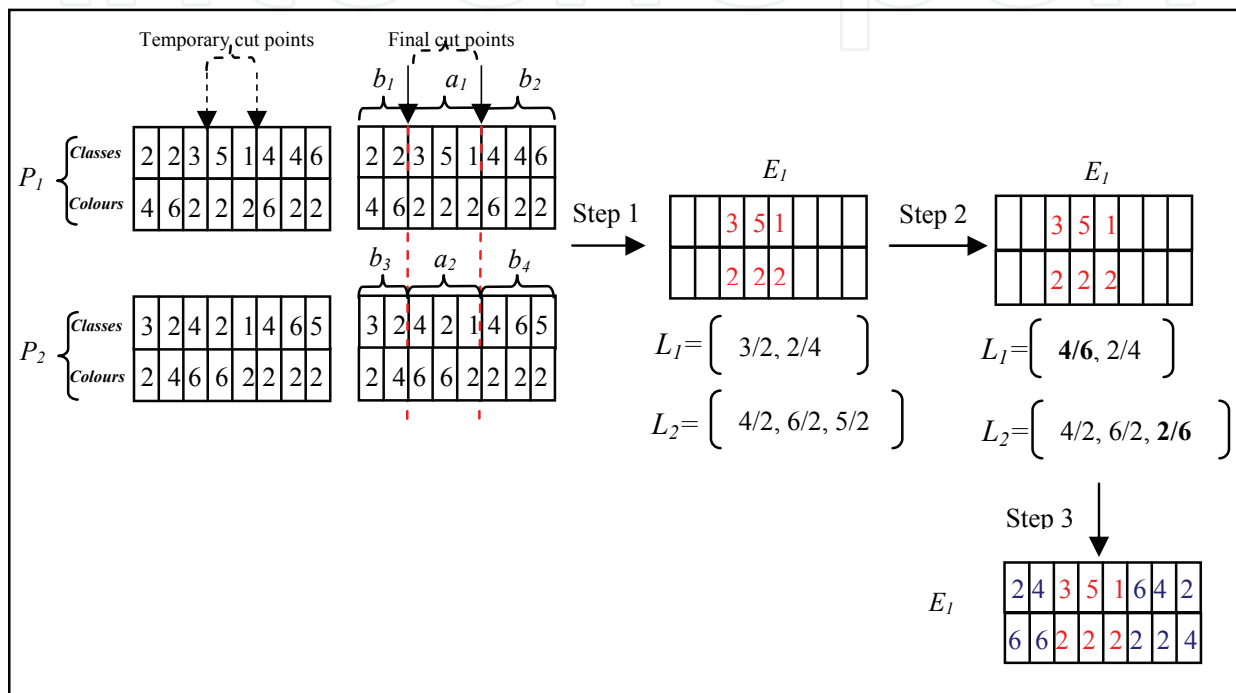 Temporary cut points
Final cut points
b1 a1 b2
P1
Classes 2 2 3 5 1 4 4 6
Colours 4 6 2 2 2 6 2 2
2 2 3 5 1 4 4 6
4 6 2 2 2 6 2 2
b3 a2 b4
P2
Classes 3 2 4 2 1 4 6 5
Colours 2 4 6 6 2 2 2 2
3 2 4 2 1 4 6 5
2 4 6 6 2 2 2 2
Step 1
E1
3 5 1
2 2 2
L1= 3/2, 2/4
L2= 4/2, 6/2, 5/2
Step 2
E1
3 5 1
2 2 2
L1= 4/6, 2/4
L2= 4/2, 6/2, 2/6
Step 3
E1
2 4 3 5 1 6 4 2
6 6 2 2 2 2 2 4